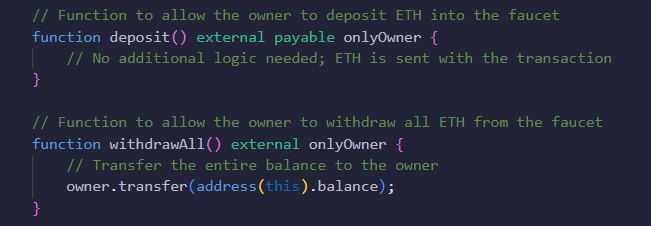 // Function to allow the owner to deposit ETH into the faucet
function deposit() external payable onlyOwner {
// No additional logic needed; ETH is sent with the transaction
}
// Function to allow the owner to withdraw all ETH from the faucet
function withdrawAll() external onlyOwner {
// Transfer the entire balance to the owner
owner.transfer(address(this).balance);
}